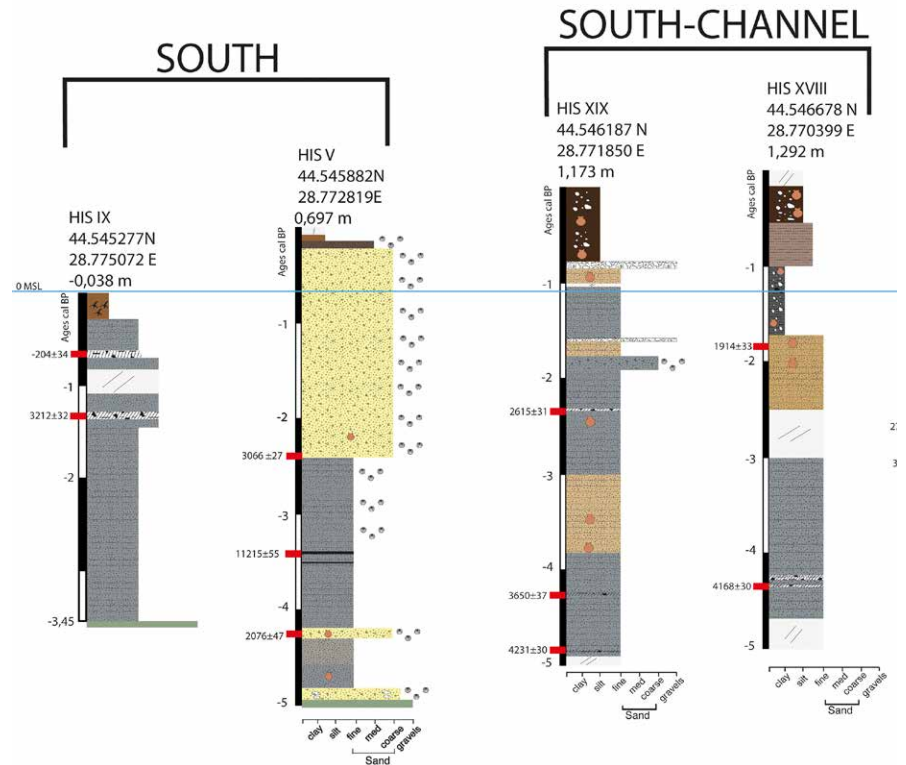 SOUTH
SOUTH-CHANNEL
HIS IX
44.545277N
28.775072 E
-0,038 m
0 MSL
Ages cal BP
-204±34
-1
3212±32
-2
-3,45
HIS V
44.545882N
28.772819E
0,697 m
Ages cal BP
-1
-2
3066±27
-3
11215±55
-4
2076±47
-5
clay
silt
fine
med
coarse
gravels
Sand
HIS XIX
44.546187 N
28.771850 E
1,173 m
Ages cal BP
-1
-2
2615±31
-3
-4
3650±37
4231±30
-5
clay
silt
fine
med
coarse
gravels
Sand
HIS XVIII
44.546678 N
28.770399 E
1,292 m
Ages cal BP
-1
1914±33
-2
-3
-4
4168±30
-5
clay
silt
fine
med
coarse
gravels
Sand
27
3